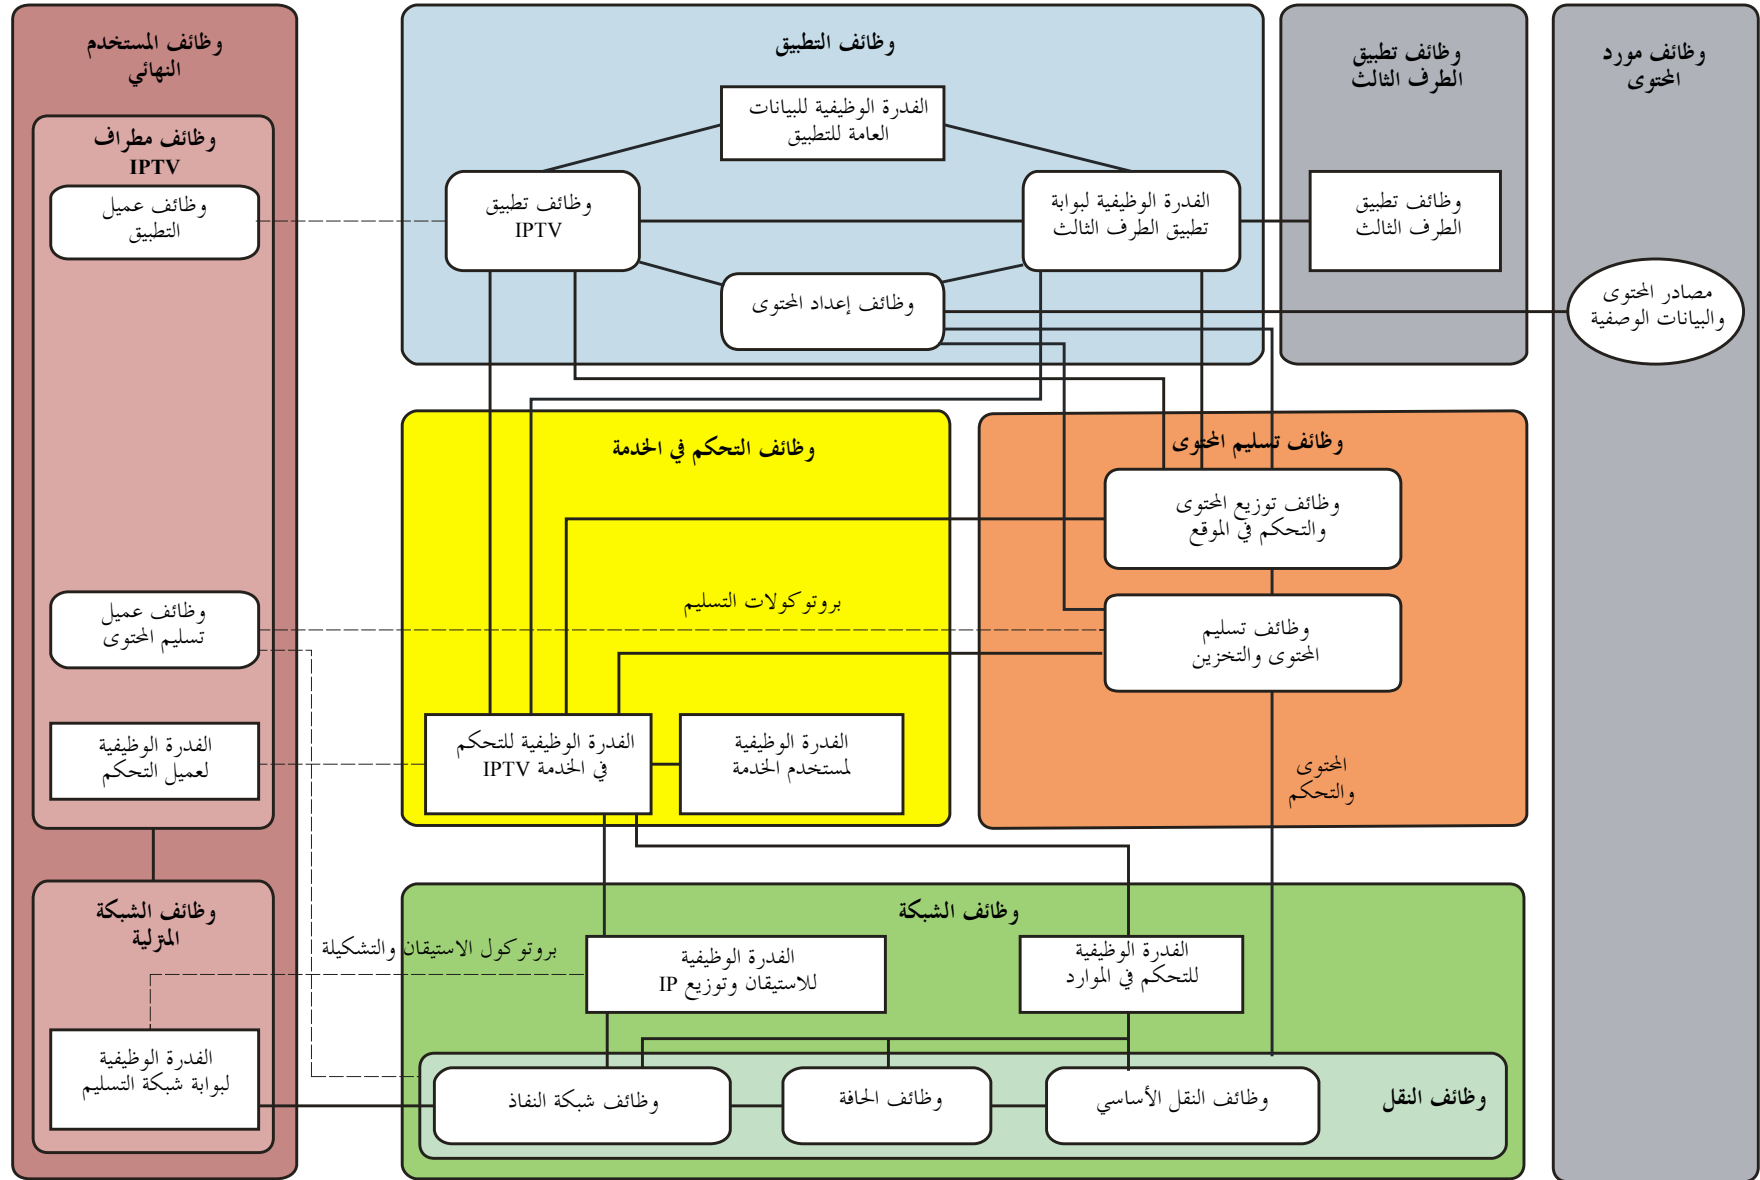 وظائف مورد
المحتوى
مصادر المحتوى
والبيانات الوصفية
وظائف تطبيق
الطرف الثالث
وظائف تطبيق
الطرف الثالث
وظائف التطبيق
الفدرة الوظيفية للبيانات
العامة للتطبيق
الفدرة الوظيفية لبوابة
تطبيق الطرف الثالث
وظائف تطبيق
IPTV
وظائف إعداد المحتوى
وظائف المستخدم
النهائي
وظائف مطراف
IPTV
وظائف عميل
التطبيق
وظائف عميل
تسليم المحتوى
الفدرة الوظيفية
لعميل التحكم
وظائف تسليم المحتوى
وظائف توزيع المحتوى
والتحكم في الموقع
وظائف تسليم
المحتوى والتخزين
المحتوى
والتحكم
وظائف التحكم في الخدمة
بروتوكولات التسليم
الفدرة الوظيفية
لمستخدم الخدمة
الفدرة الوظيفية للتحكم
في الخدمة IPTV
وظائف الشبكة
الفدرة الوظيفية
للتحكم في الموارد
الفدرة الوظيفية
للاستيقان وتوزيع IP
بروتوكول الاستيقان والتشكيلة
وظائف النقل
وظائف النقل الأساسي
وظائف الحافة
وظائف شبكة النفاذ
وظائف الشبكة
المنزلية
الفدرة الوظيفية
لبوابة شبكة التسليم